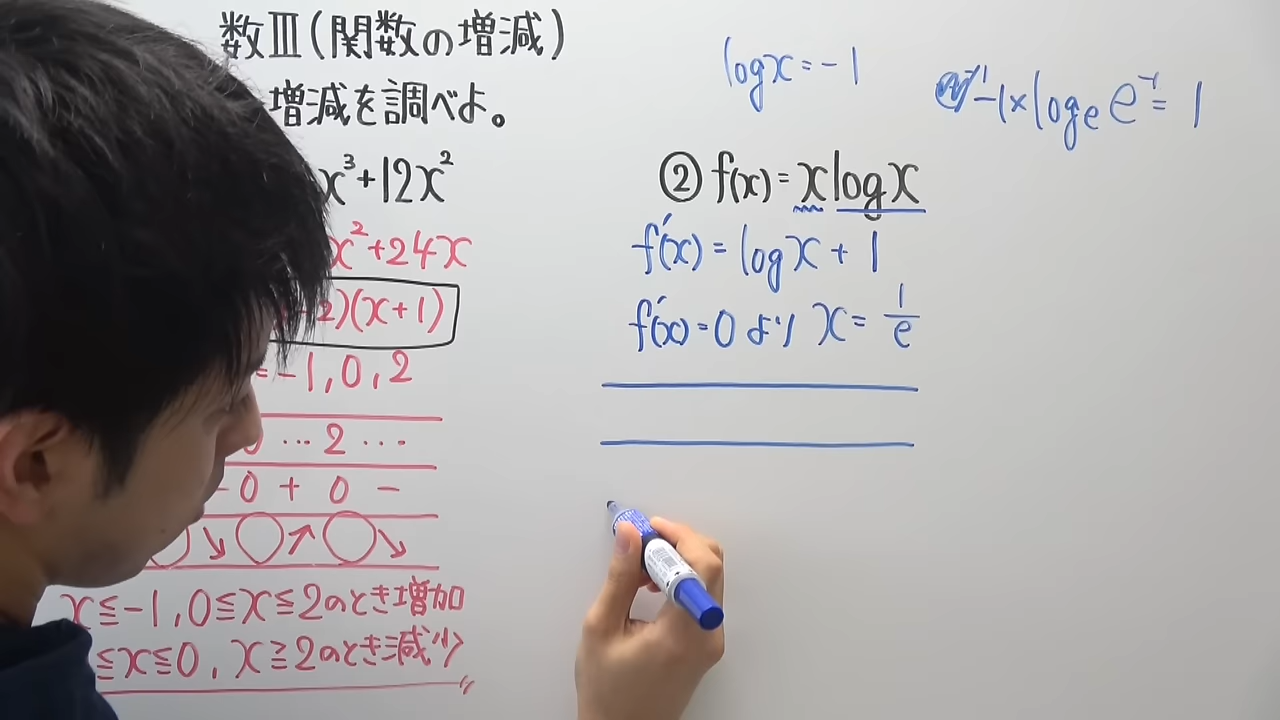 数Ⅲ(関数の増減)
増減を調べよ。
x³+12x²
x²+24x
2)(x+1)
=-1,0,2
… 2 …
- 0 + 0 -
↘ ↗ ↘
x≦-1,0≦x≦2のとき増加
≦x≦0, x≧2のとき減少
logx=-1
-1×logₑe⁻¹=1
② f(x)=xlogx
f'(x)=logx+1
f'(x)=0より x=1/e